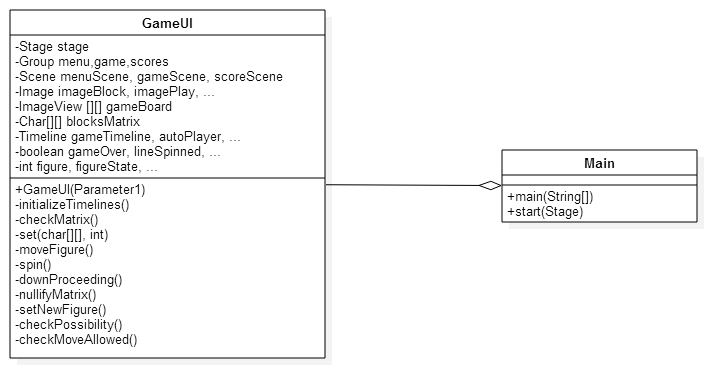 GameUI
-Stage stage
-Group menu,game,scores
-Scene menuScene, gameScene, scoreScene
-Image imageBlock, imagePlay, ...
-ImageView [][] gameBoard
-Char[][] blocksMatrix
-Timeline gameTimeline, autoPlayer, ...
-boolean gameOver, lineSpinned, ...
-int figure, figureState, ...
+GameUI(Parameter1)
-initializeTimelines()
-checkMatrix()
-set(char[][], int)
-moveFigure()
-spin()
-downProceeding()
-nullifyMatrix()
-setNewFigure()
-checkPossibility()
-checkMoveAllowed()
Main
+main(String[])
+start(Stage)